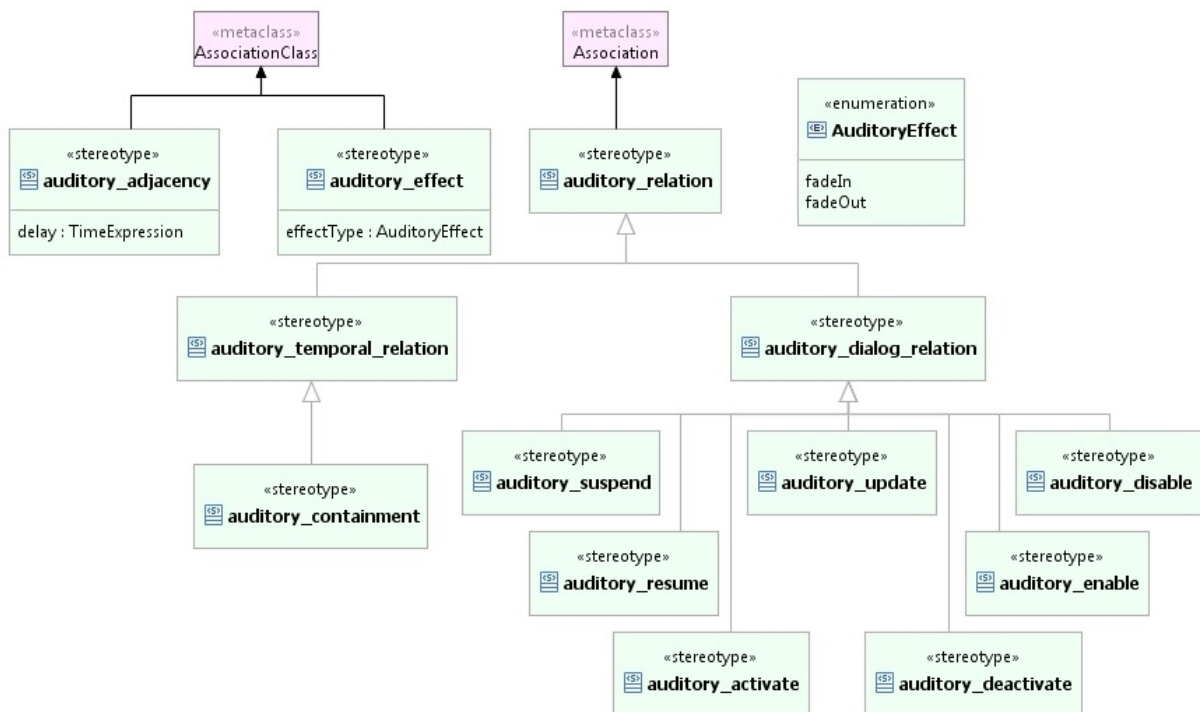 «metaclass»
AssociationClass
«metaclass»
Association
«enumeration»
AuditoryEffect
fadeIn
fadeOut
«stereotype»
auditory_adjacency
delay : TimeExpression
«stereotype»
auditory_effect
effectType : AuditoryEffect
«stereotype»
auditory_relation
«stereotype»
auditory_temporal_relation
«stereotype»
auditory_dialog_relation
«stereotype»
auditory_containment
«stereotype»
auditory_suspend
«stereotype»
auditory_update
«stereotype»
auditory_disable
«stereotype»
auditory_resume
«stereotype»
auditory_enable
«stereotype»
auditory_activate
«stereotype»
auditory_deactivate